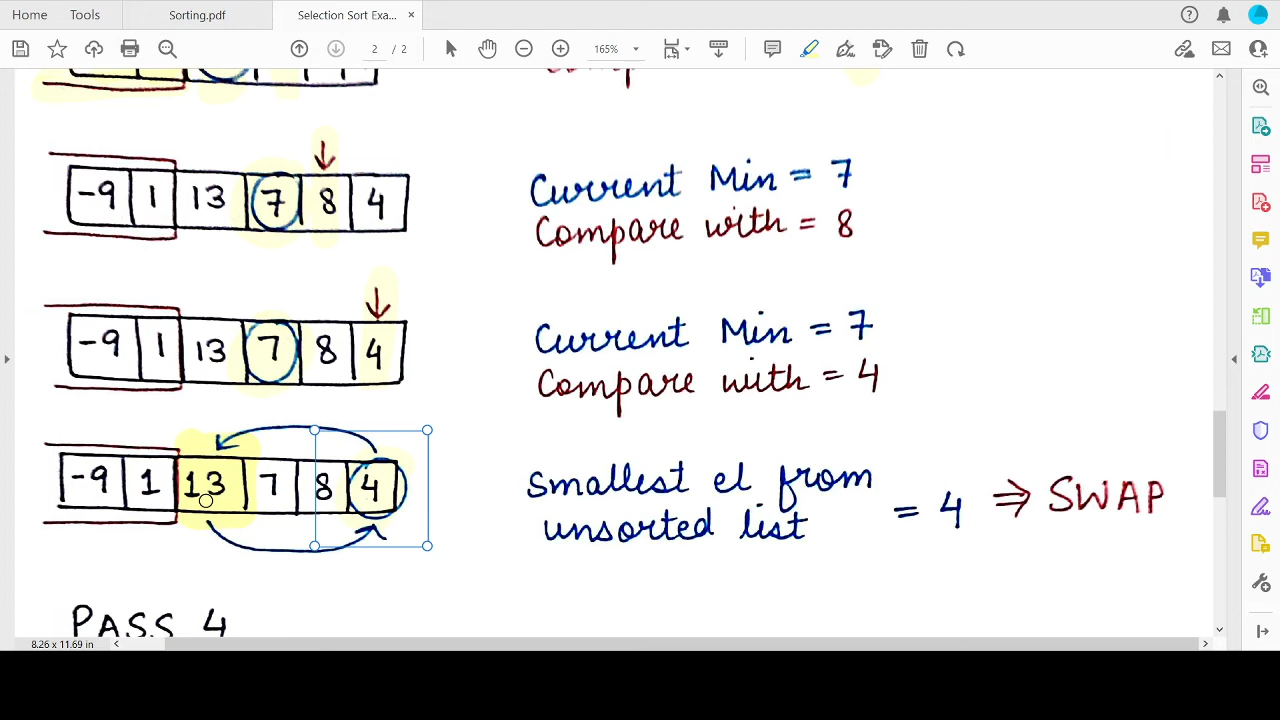 Home Tools Sorting.pdf Selection Sort Exa... ×
2 / 2 165%
-9 1 13 7 8 4
Current Min = 7
Compare with = 8
-9 1 13 7 8 4
Current Min = 7
Compare with = 4
-9 1 13 7 8 4
Smallest el from
unsorted list = 4 ⇒ SWAP
PASS 4
8.26 x 11.69 in